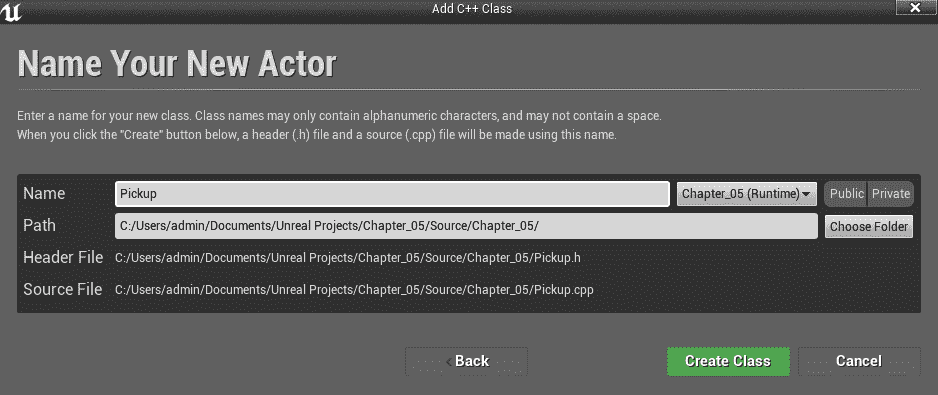 Add C++ Class
Name Your New Actor
Enter a name for your new class. Class names may only contain alphanumeric characters, and may not contain a space.
When you click the "Create" button below, a header (.h) file and a source (.cpp) file will be made using this name.
Name Pickup Chapter_05 (Runtime) Public Private
Path C:/Users/admin/Documents/Unreal Projects/Chapter_05/Source/Chapter_05/ Choose Folder
Header File C:/Users/admin/Documents/Unreal Projects/Chapter_05/Source/Chapter_05/Pickup.h
Source File C:/Users/admin/Documents/Unreal Projects/Chapter_05/Source/Chapter_05/Pickup.cpp
Back Create Class Cancel